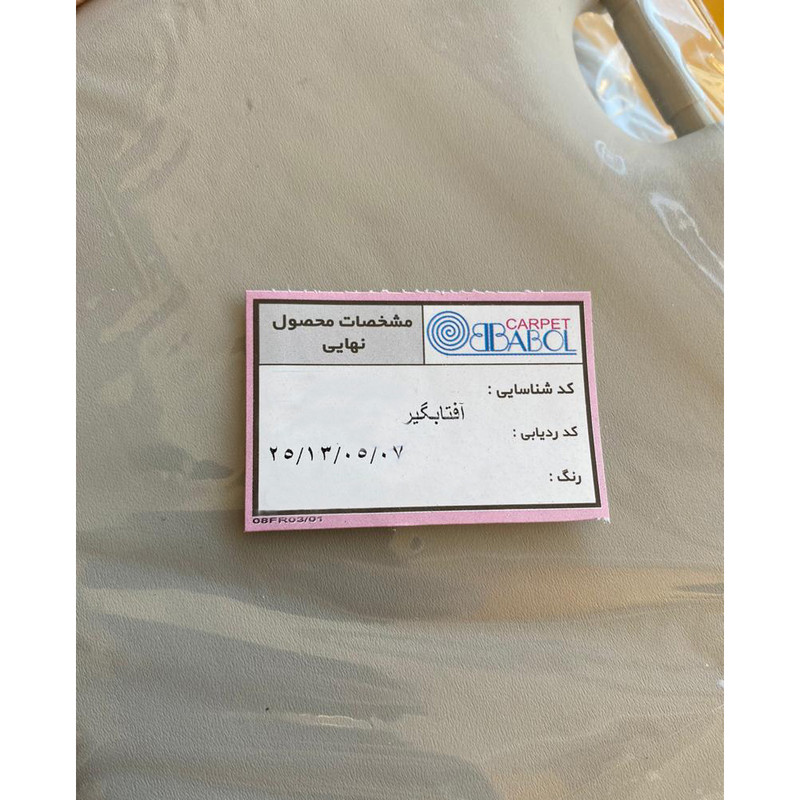 مشخصات محصول
نهایی
CARPET
BABOL
کد شناسایی :
آفتابگیر
کد ردیابی :
۲۵/۱۳/۰۵/۰۷
رنگ :
08FR03/01